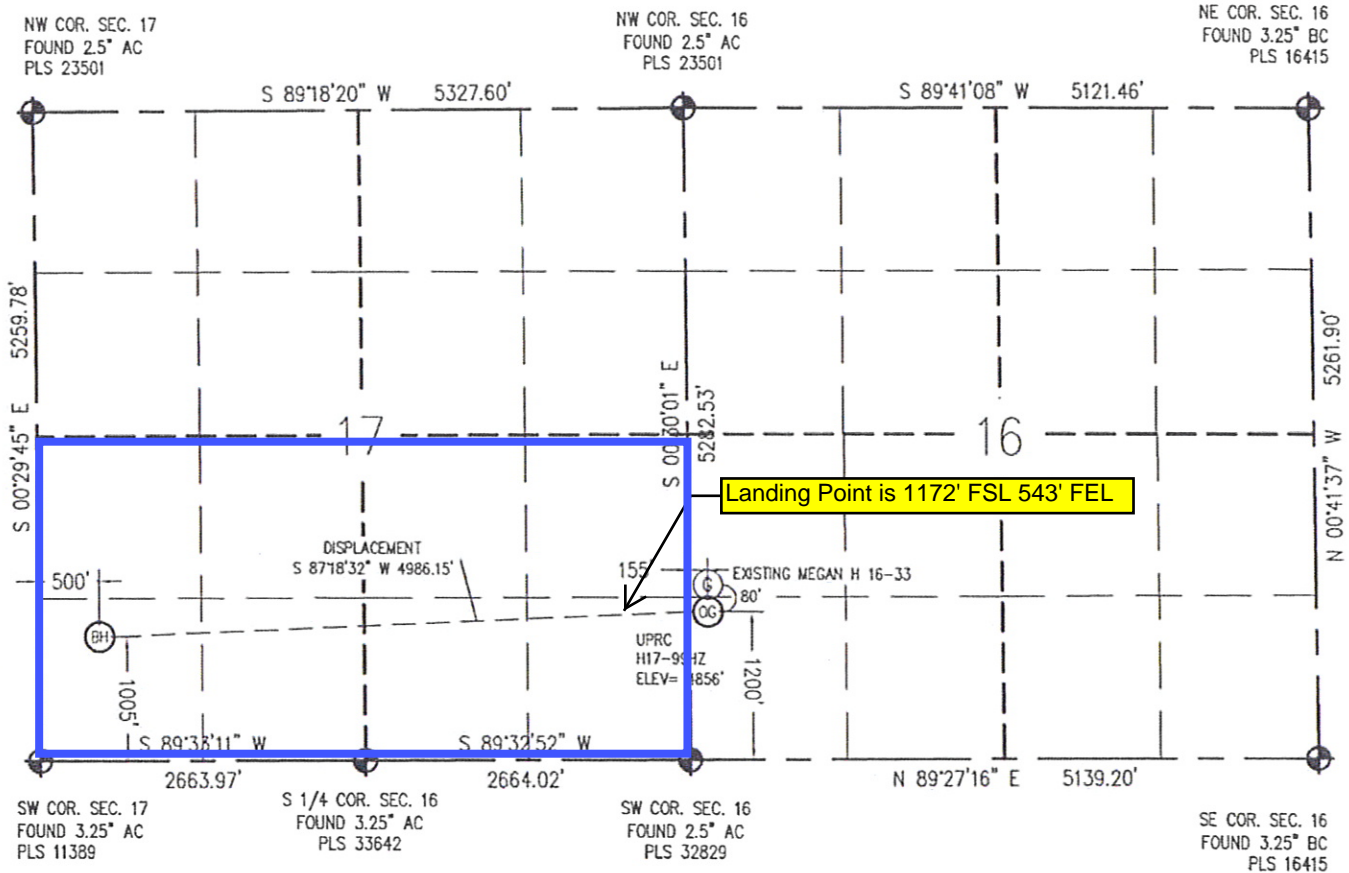 NW COR. SEC. 17
FOUND 2.5" AC
PLS 23501
NW COR. SEC. 16
FOUND 2.5" AC
PLS 23501
NE COR. SEC. 16
FOUND 3.25" BC
PLS 16415
S 89°18'20" W 5327.60'
S 89°41'08" W 5121.46'
S 00°29'45" E 5259.78'
S 00°30'01" E
5282.53'
N 00°41'37" W 5261.90'
17
16
Landing Point is 1172' FSL 543' FEL
DISPLACEMENT
S 87°18'32" W 4986.15'
500'
155'
G
EXISTING MEGAN H 16-33
80'
OG
BH
UPRC
H17-99HZ
ELEV= 4856'
1200'
1005'
S 89°33'11" W
S 89°32'52" W
2663.97'
2664.02'
N 89°27'16" E 5139.20'
SW COR. SEC. 17
FOUND 3.25" AC
PLS 11389
S 1/4 COR. SEC. 16
FOUND 3.25" AC
PLS 33642
SW COR. SEC. 16
FOUND 2.5" AC
PLS 32829
SE COR. SEC. 16
FOUND 3.25" BC
PLS 16415